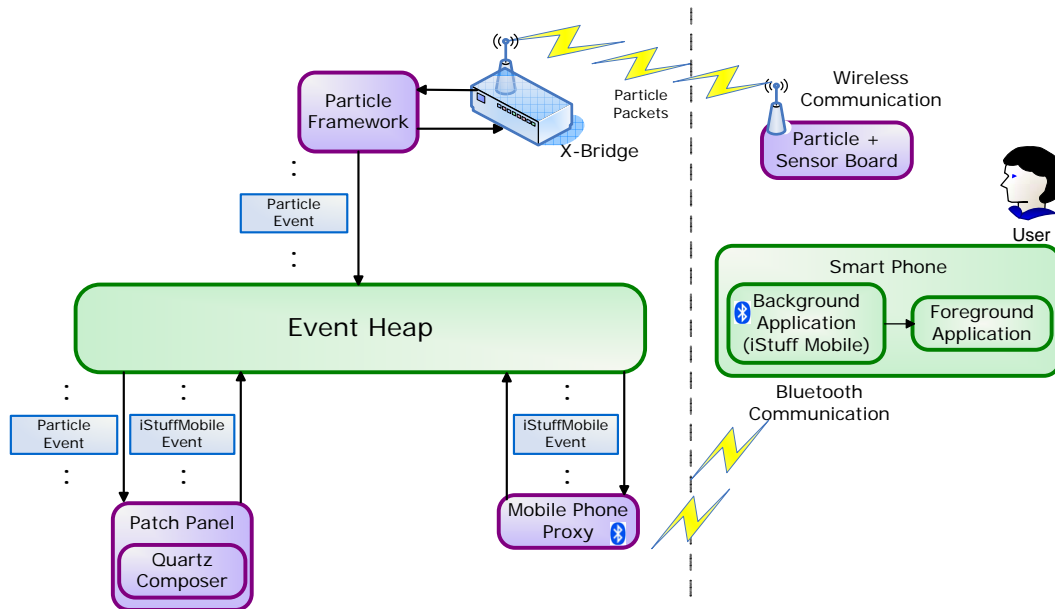 Particle
Framework
X-Bridge
Particle
Packets
Wireless
Communication
Particle +
Sensor Board
User
Particle
Event
Smart Phone
Background
Application
(iStuff Mobile)
Foreground
Application
Event Heap
Bluetooth
Communication
Particle
Event
iStuffMobile
Event
iStuffMobile
Event
Patch Panel
Quartz
Composer
Mobile Phone
Proxy